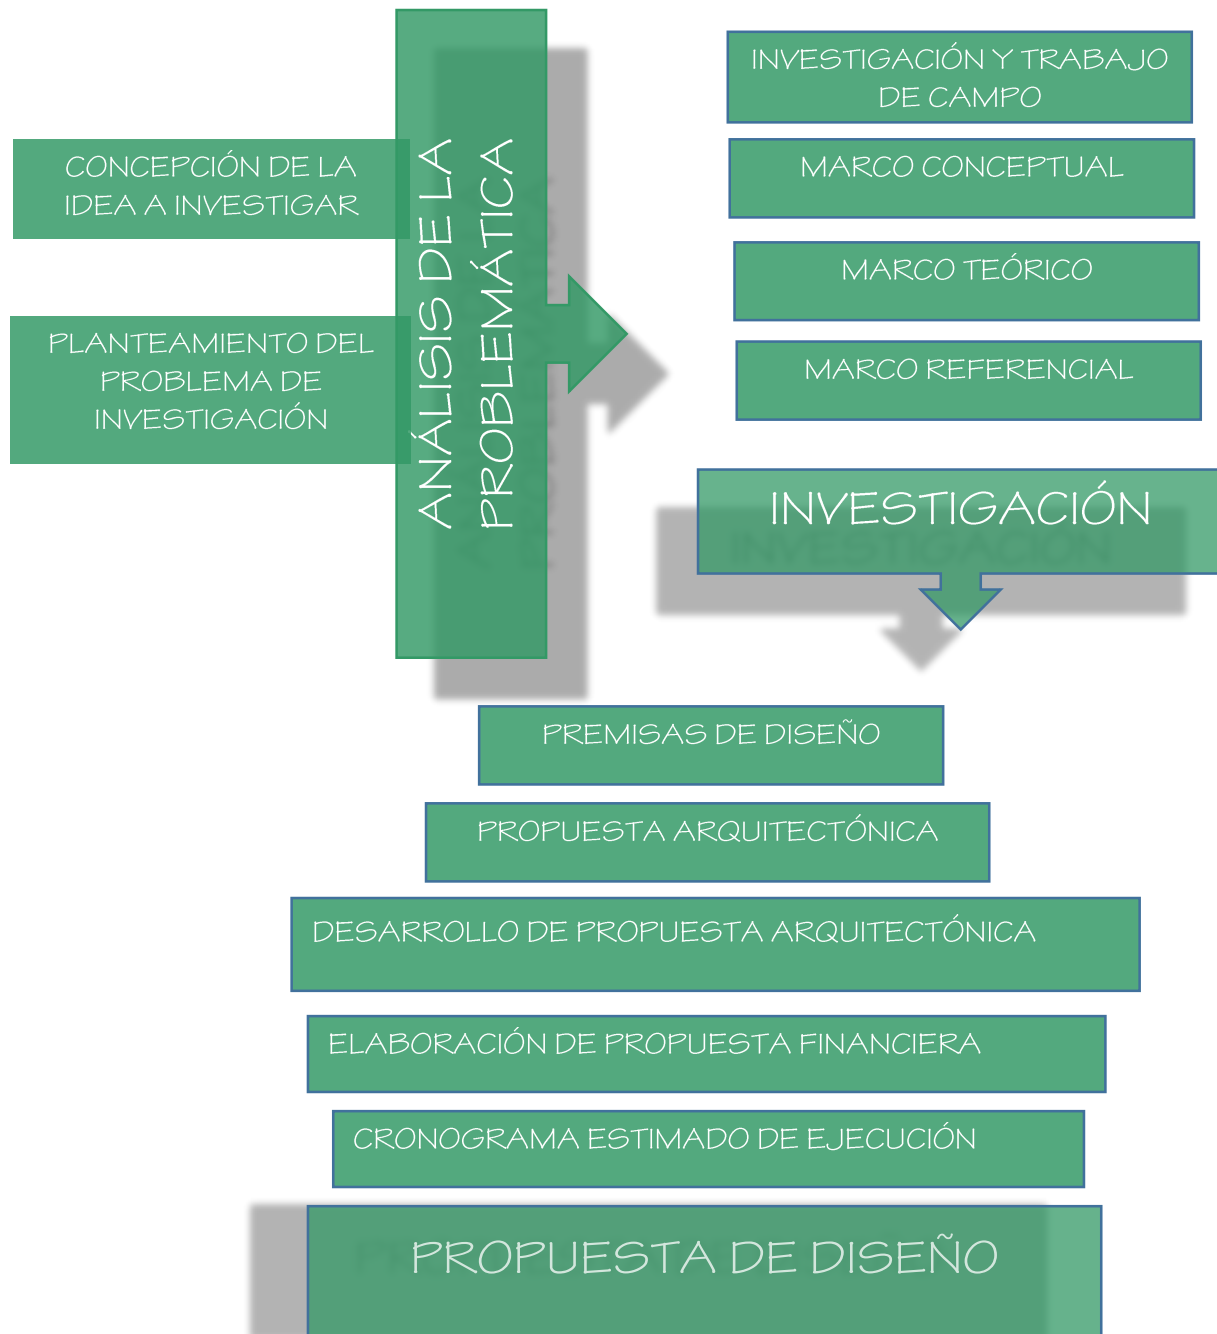 CONCEPCIÓN DE LA
IDEA A INVESTIGAR
PLANTEAMIENTO DEL
PROBLEMA DE
INVESTIGACIÓN
ANÁLISIS DE LA
PROBLEMÁTICA
INVESTIGACIÓN Y TRABAJO
DE CAMPO
MARCO CONCEPTUAL
MARCO TEÓRICO
MARCO REFERENCIAL
INVESTIGACIÓN
PREMISAS DE DISEÑO
PROPUESTA ARQUITECTÓNICA
DESARROLLO DE PROPUESTA ARQUITECTÓNICA
ELABORACIÓN DE PROPUESTA FINANCIERA
CRONOGRAMA ESTIMADO DE EJECUCIÓN
PROPUESTA DE DISEÑO